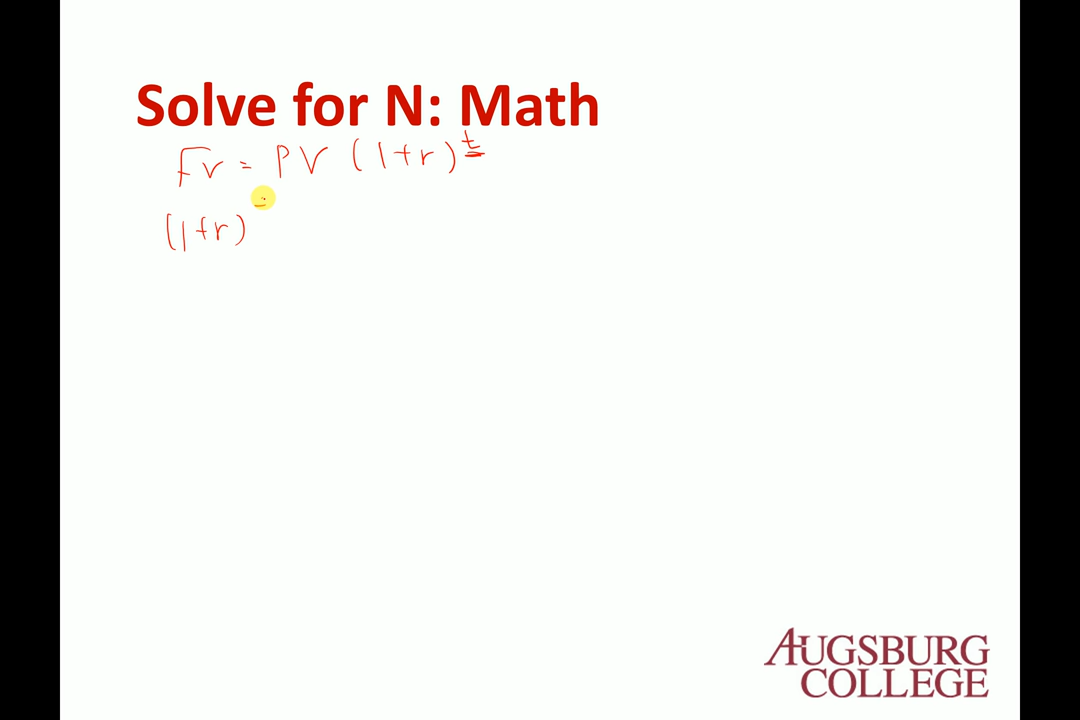 Solve for N: Math
FV = PV (1+r)^t
(1+r)
AUGSBURG
COLLEGE